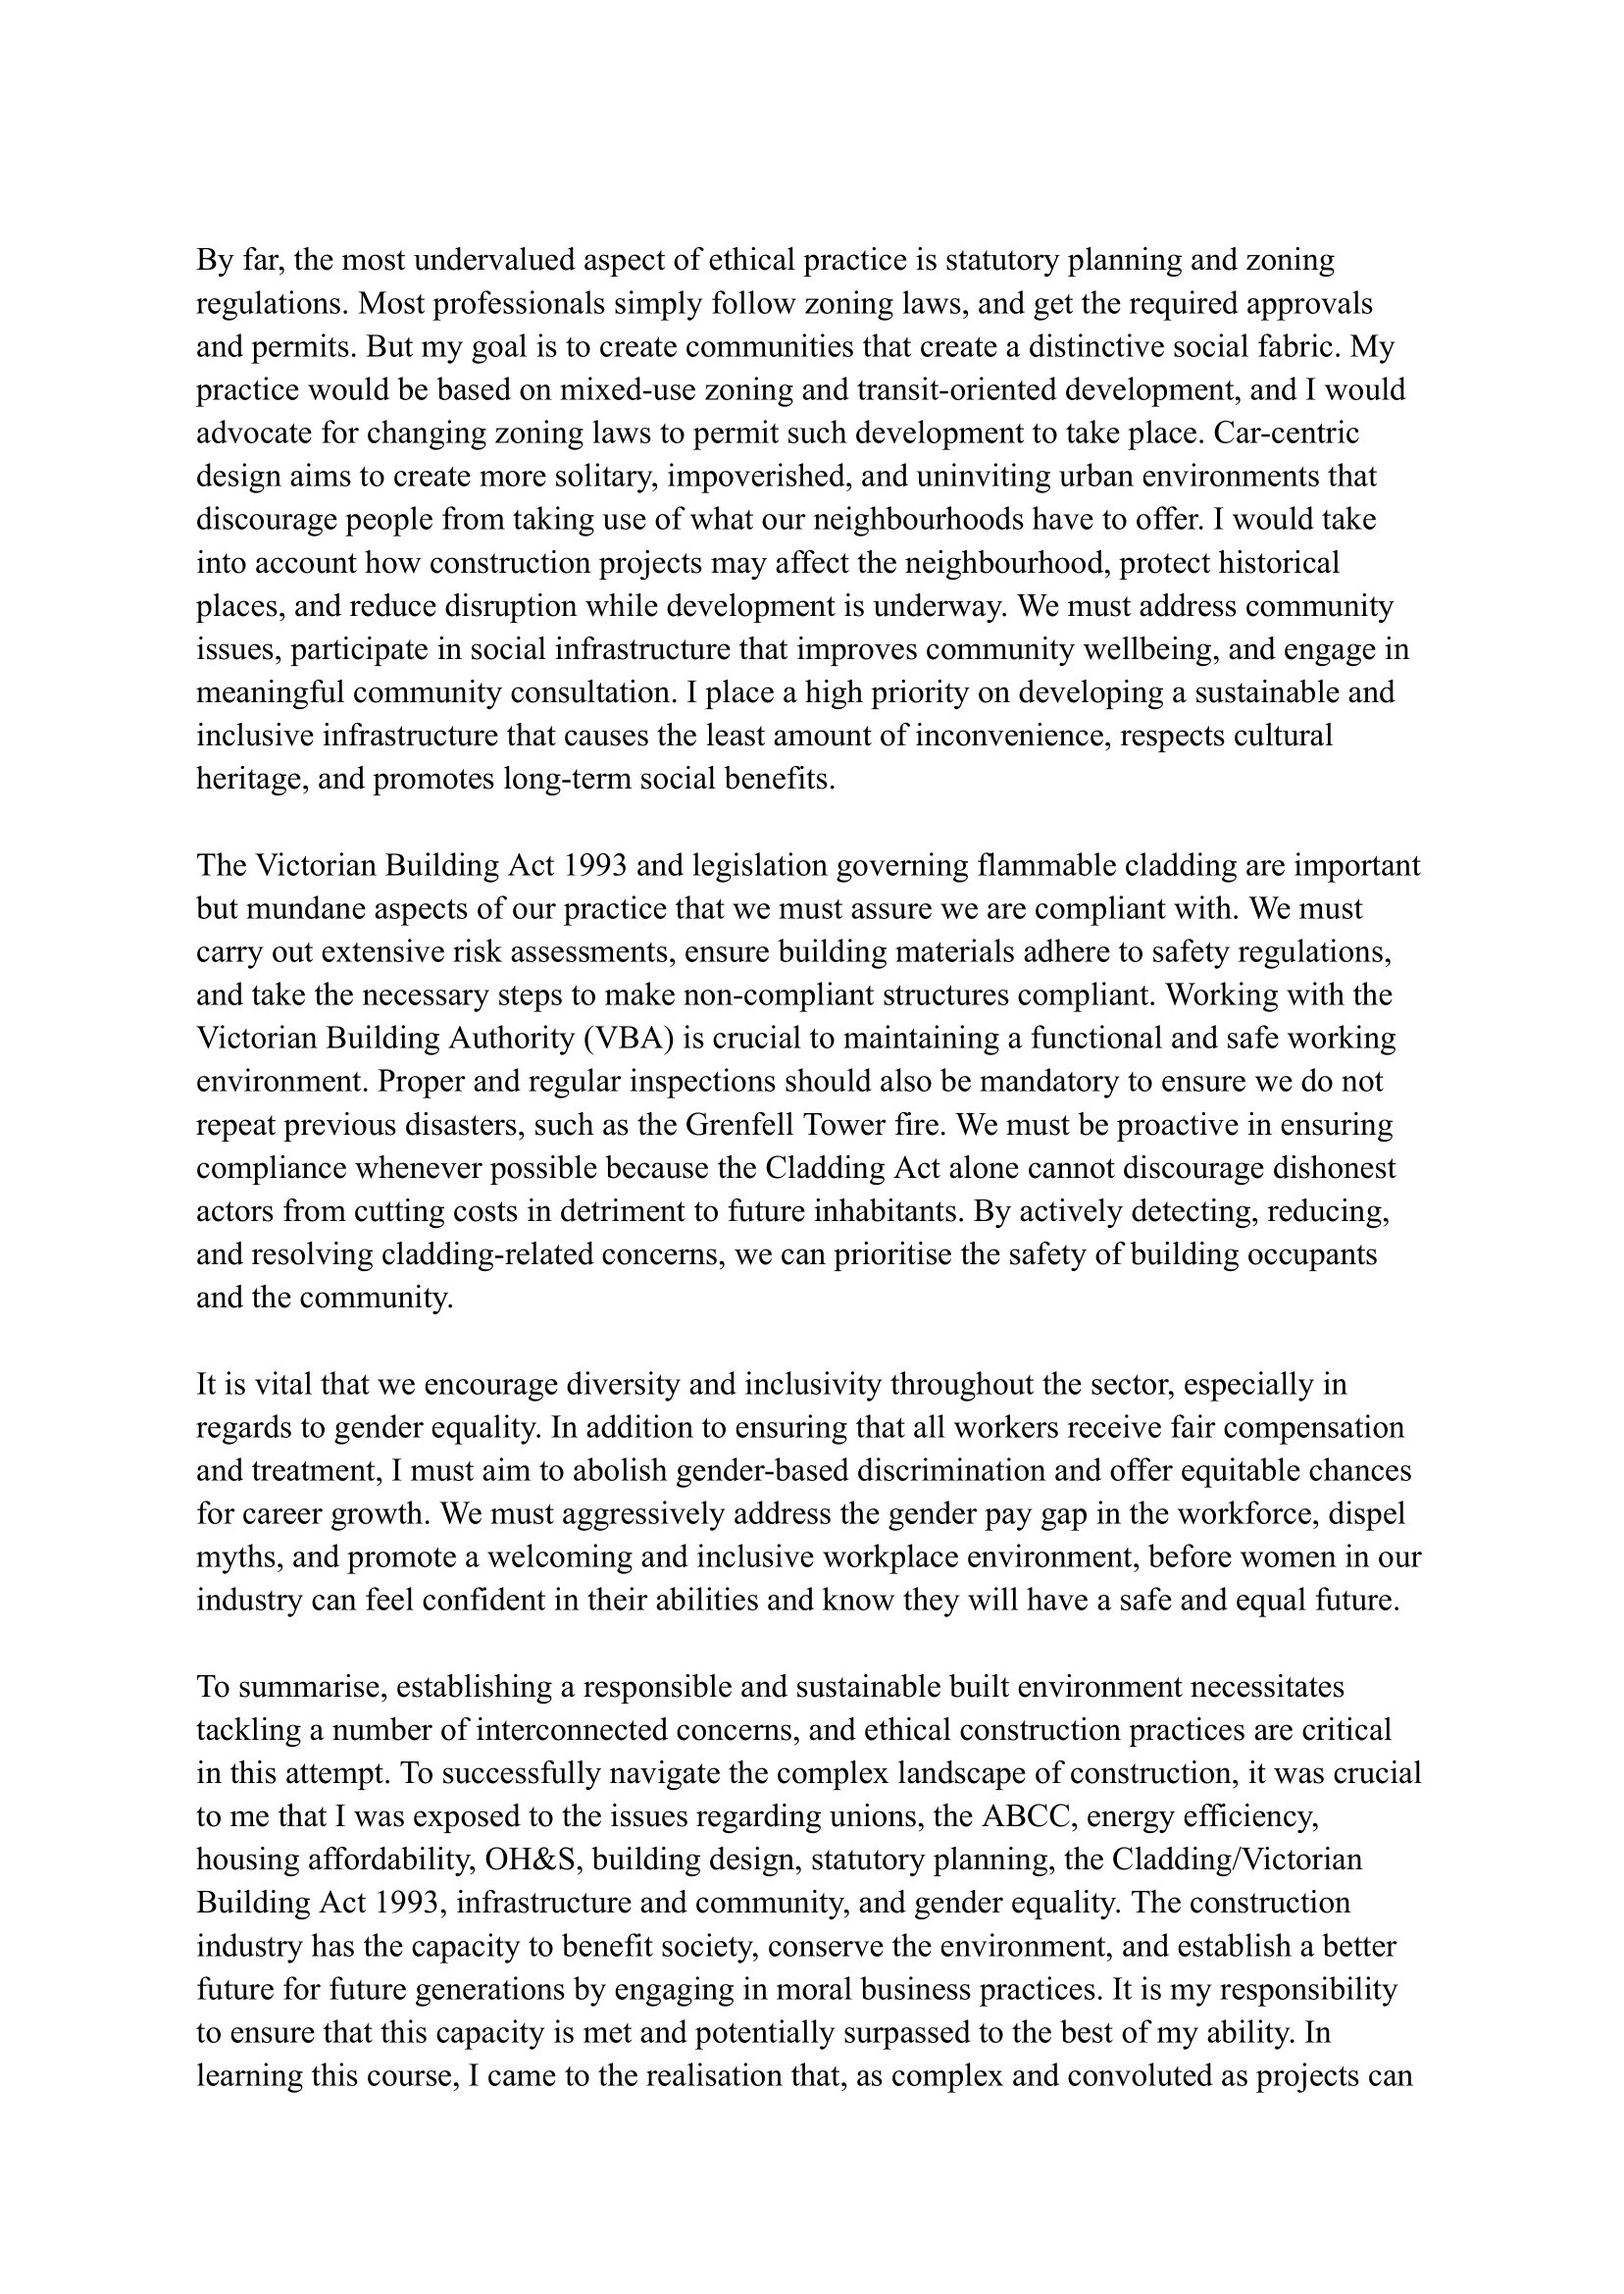 By far, the most undervalued aspect of ethical practice is statutory planning and zoning
regulations. Most professionals simply follow zoning laws, and get the required approvals
and permits. But my goal is to create communities that create a distinctive social fabric. My
practice would be based on mixed-use zoning and transit-oriented development, and I would
advocate for changing zoning laws to permit such development to take place. Car-centric
design aims to create more solitary, impoverished, and uninviting urban environments that
discourage people from taking use of what our neighbourhoods have to offer. I would take
into account how construction projects may affect the neighbourhood, protect historical
places, and reduce disruption while development is underway. We must address community
issues, participate in social infrastructure that improves community wellbeing, and engage in
meaningful community consultation. I place a high priority on developing a sustainable and
inclusive infrastructure that causes the least amount of inconvenience, respects cultural
heritage, and promotes long-term social benefits.
The Victorian Building Act 1993 and legislation governing flammable cladding are important
but mundane aspects of our practice that we must assure we are compliant with. We must
carry out extensive risk assessments, ensure building materials adhere to safety regulations,
and take the necessary steps to make non-compliant structures compliant. Working with the
Victorian Building Authority (VBA) is crucial to maintaining a functional and safe working
environment. Proper and regular inspections should also be mandatory to ensure we do not
repeat previous disasters, such as the Grenfell Tower fire. We must be proactive in ensuring
compliance whenever possible because the Cladding Act alone cannot discourage dishonest
actors from cutting costs in detriment to future inhabitants. By actively detecting, reducing,
and resolving cladding-related concerns, we can prioritise the safety of building occupants
and the community.
It is vital that we encourage diversity and inclusivity throughout the sector, especially in
regards to gender equality. In addition to ensuring that all workers receive fair compensation
and treatment, I must aim to abolish gender-based discrimination and offer equitable chances
for career growth. We must aggressively address the gender pay gap in the workforce, dispel
myths, and promote a welcoming and inclusive workplace environment, before women in our
industry can feel confident in their abilities and know they will have a safe and equal future.
To summarise, establishing a responsible and sustainable built environment necessitates
tackling a number of interconnected concerns, and ethical construction practices are critical
in this attempt. To successfully navigate the complex landscape of construction, it was crucial
to me that I was exposed to the issues regarding unions, the ABCC, energy efficiency,
housing affordability, OH&S, building design, statutory planning, the Cladding/Victorian
Building Act 1993, infrastructure and community, and gender equality. The construction
industry has the capacity to benefit society, conserve the environment, and establish a better
future for future generations by engaging in moral business practices. It is my responsibility
to ensure that this capacity is met and potentially surpassed to the best of my ability. In
learning this course, I came to the realisation that, as complex and convoluted as projects can